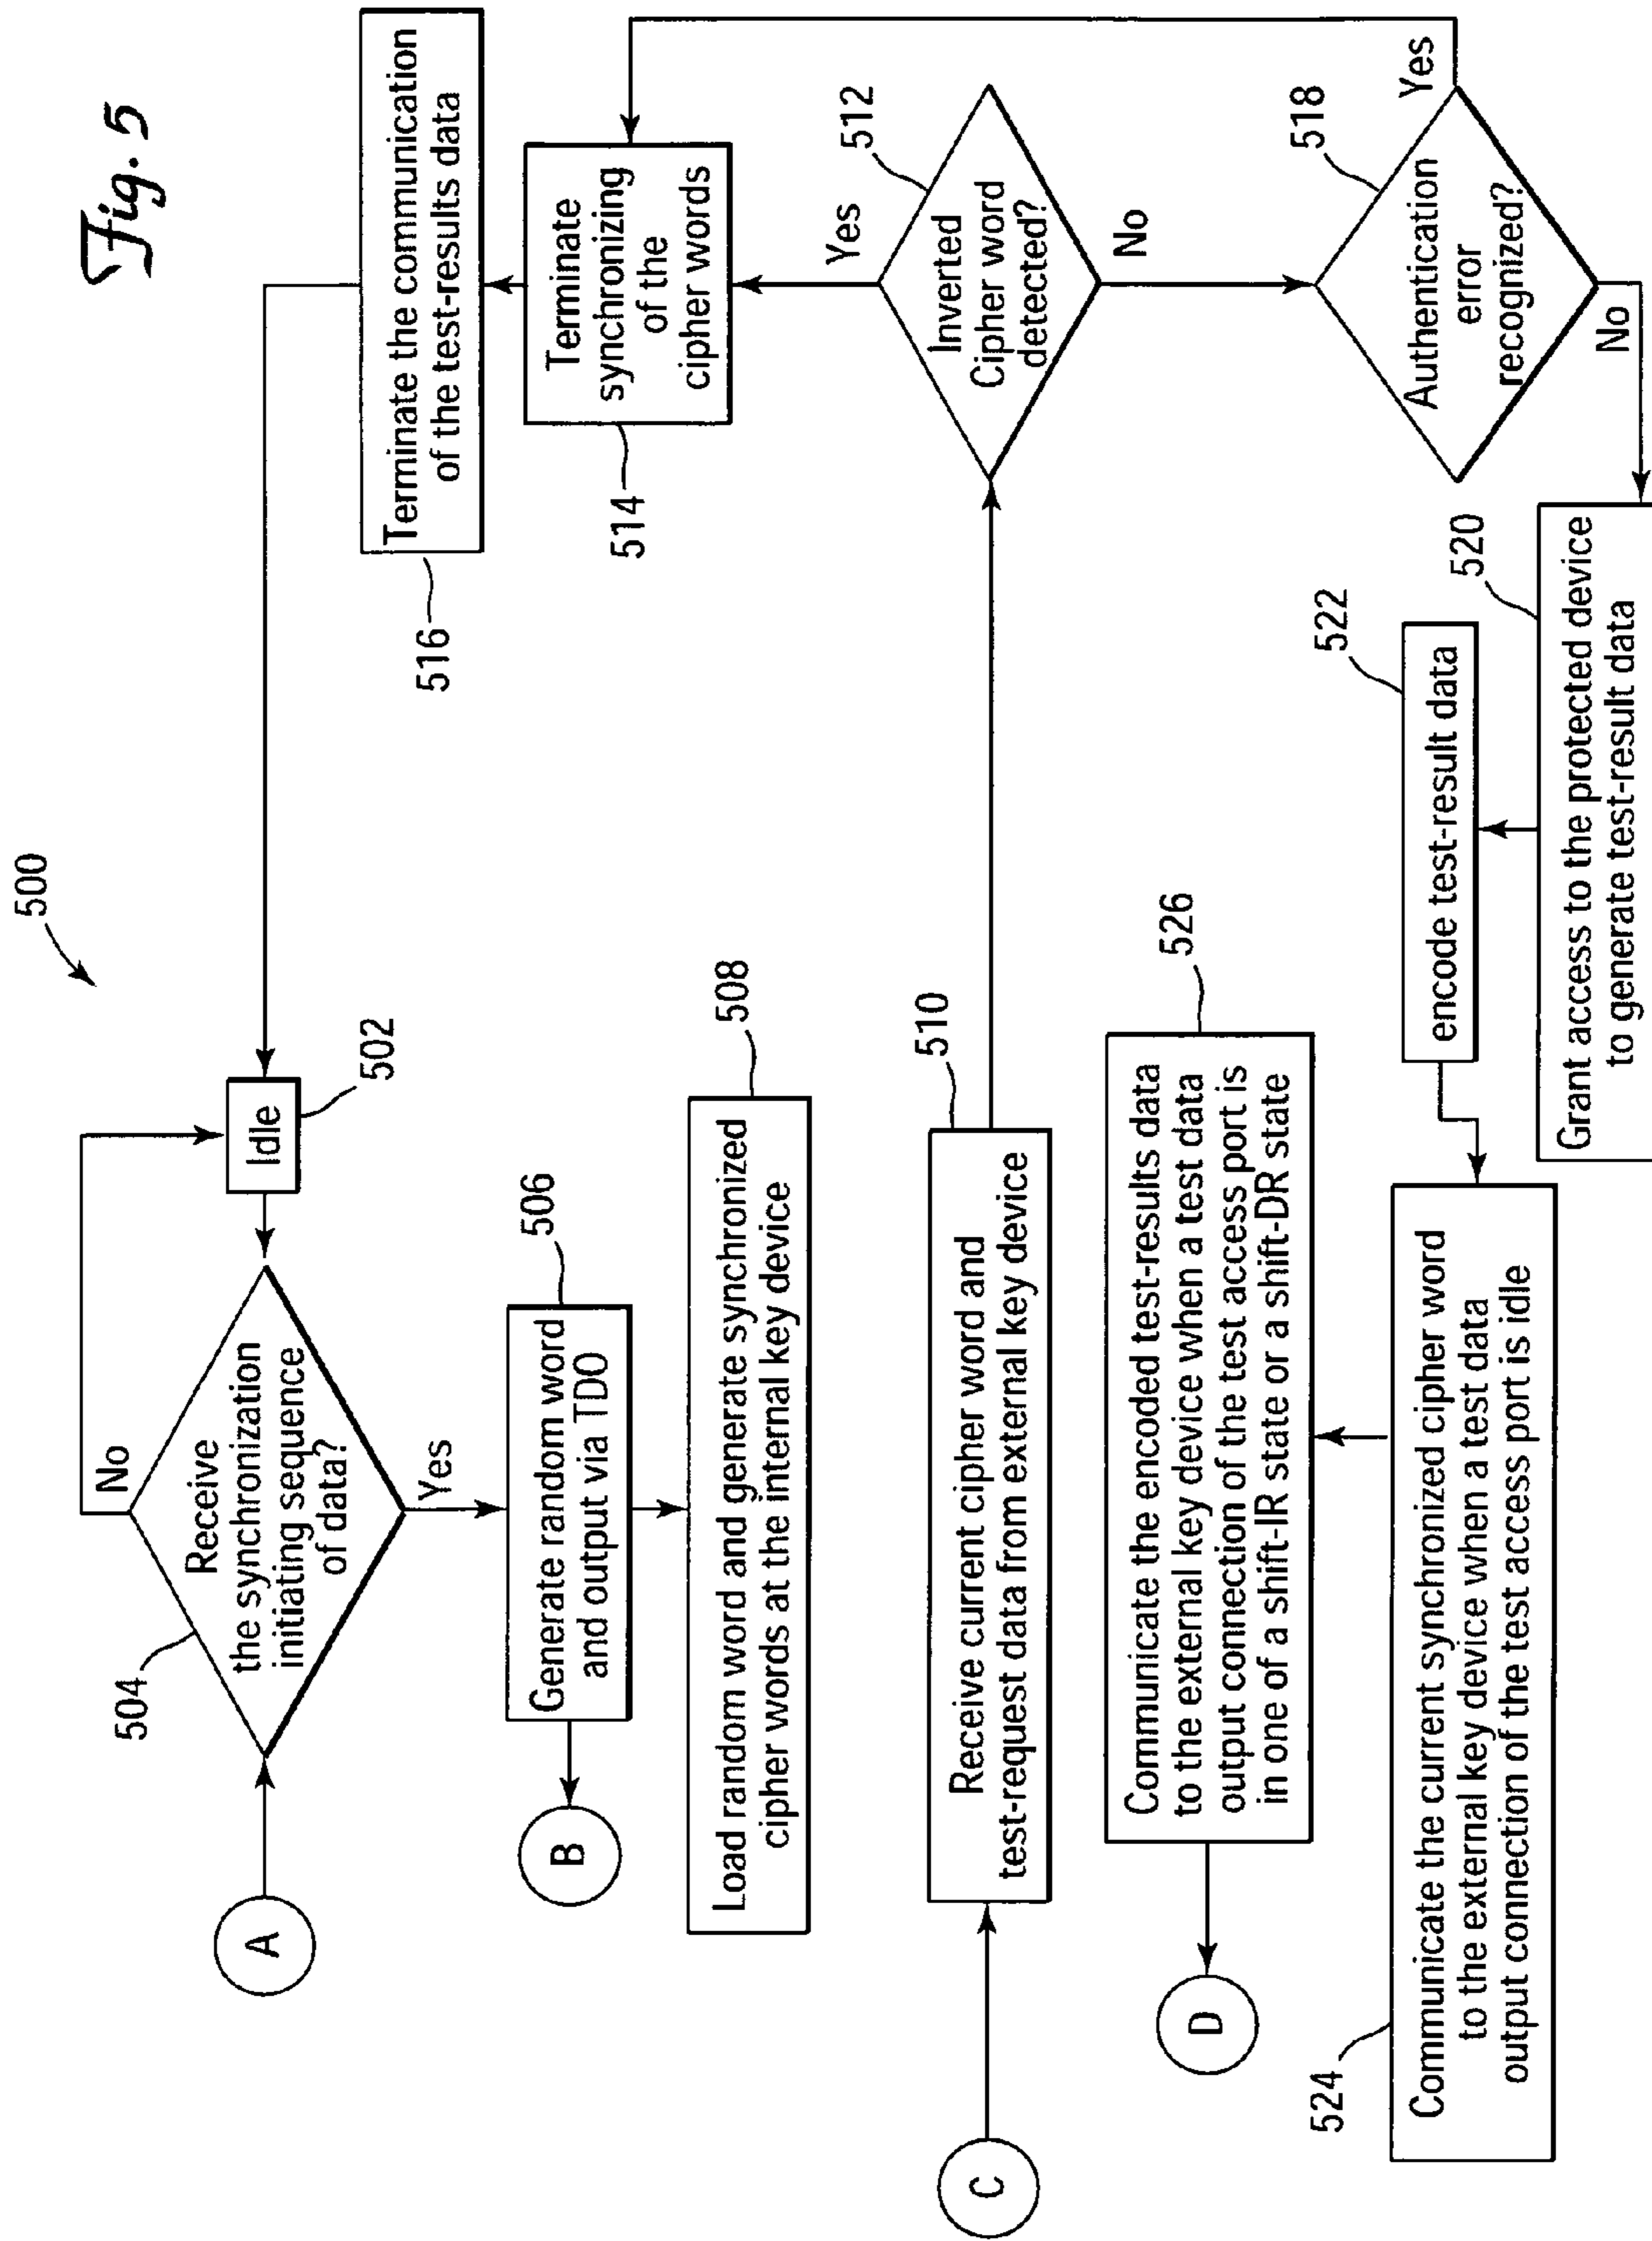 Fig. 5
500
A
504
Receive
the synchronization
initiating sequence
of data?
No
Yes
Idle
502
Generate random word
and output via TDO
506
B
Load random word and generate synchronized
cipher words at the internal key device
508
C
Receive current cipher word and
test-request data from external key device
510
Inverted
Cipher word
detected?
512
Yes
No
Terminate
synchronizing
of the
cipher words
514
Terminate the communication
of the test-results data
516
Authentication
error
recognized?
518
Yes
No
Grant access to the protected device
to generate test-result data
520
encode test-result data
522
Communicate the current synchronized cipher word
to the external key device when a test data
output connection of the test access port is idle
524
Communicate the encoded test-results data
to the external key device when a test data
output connection of the test access port is
in one of a shift-IR state or a shift-DR state
526
D